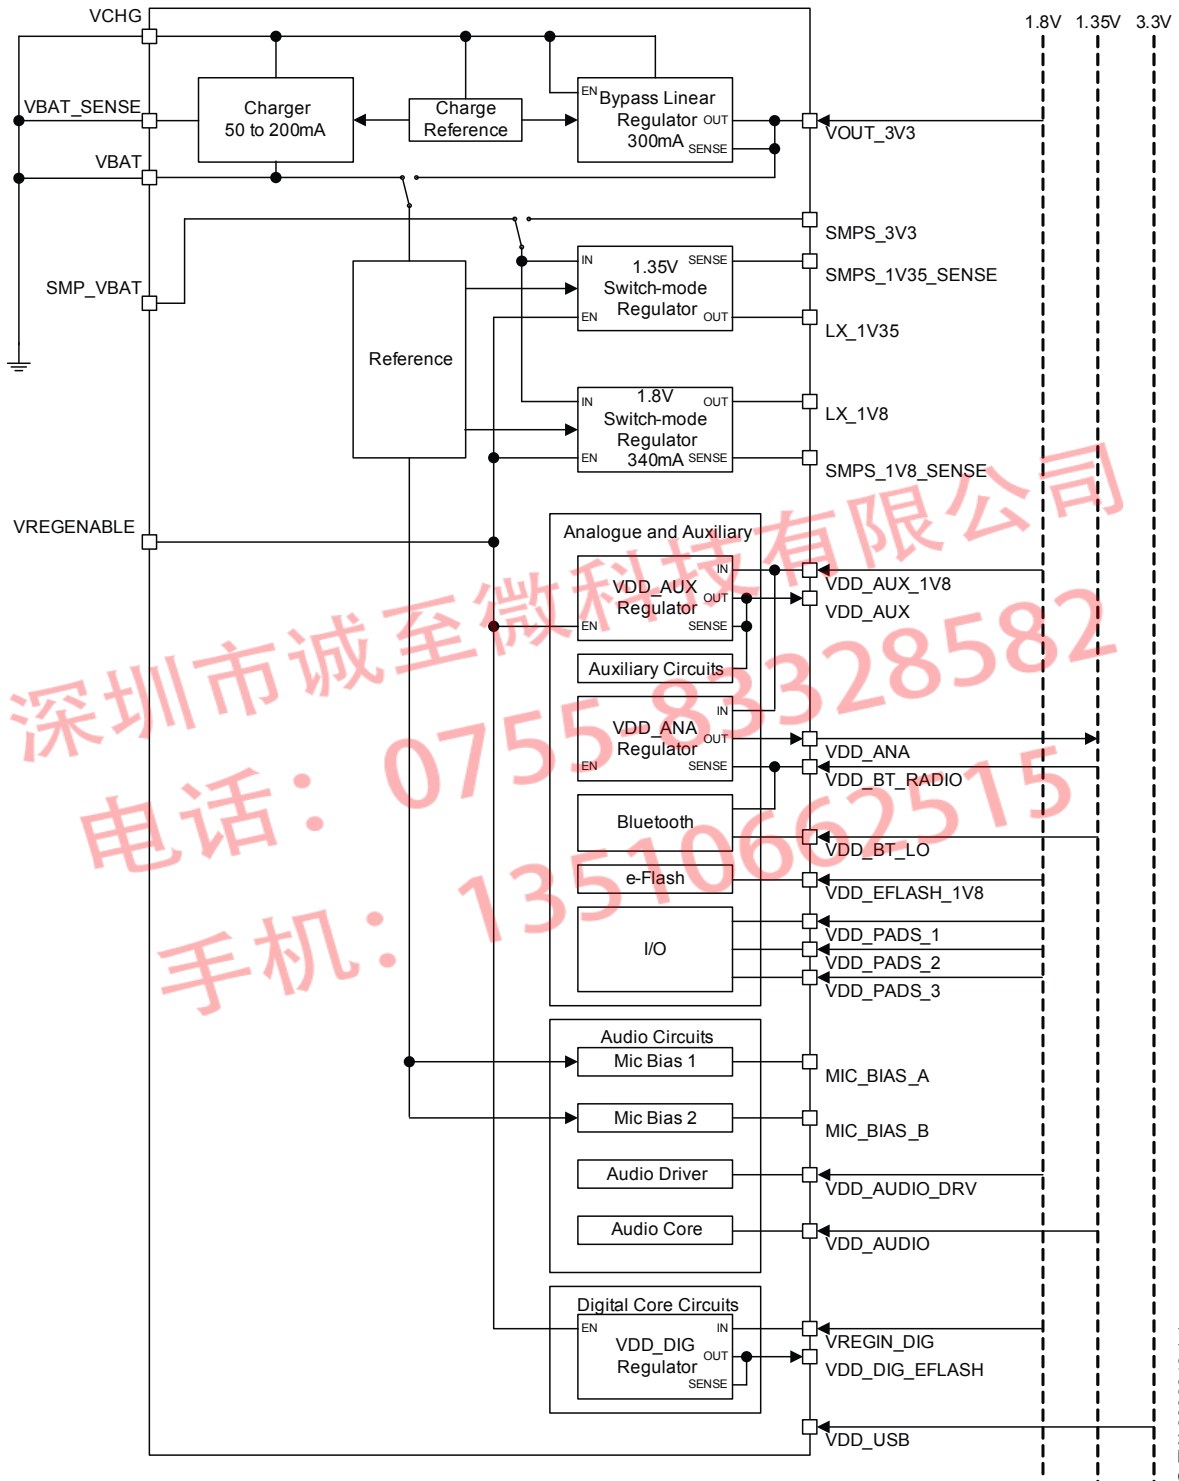 VCHG
1.8V 1.35V 3.3V
VBAT_SENSE
Charger
50 to 200mA
Charge
Reference
EN
Bypass Linear
Regulator
300mA
OUT
SENSE
VOUT_3V3
VBAT
SMPS_3V3
SMP_VBAT
IN
1.35V
Switch-mode
Regulator
SENSE
EN
OUT
SMPS_1V35_SENSE
LX_1V35
Reference
IN
1.8V
Switch-mode
Regulator
340mA
OUT
EN
SENSE
LX_1V8
SMPS_1V8_SENSE
VREGENABLE
Analogue and Auxiliary
IN
VDD_AUX
Regulator
OUT
EN
SENSE
VDD_AUX_1V8
VDD_AUX
Auxiliary Circuits
IN
VDD_ANA
Regulator
OUT
EN
SENSE
VDD_ANA
VDD_BT_RADIO
Bluetooth
VDD_BT_LO
e-Flash
VDD_EFLASH_1V8
I/O
VDD_PADS_1
VDD_PADS_2
VDD_PADS_3
Audio Circuits
Mic Bias 1
MIC_BIAS_A
Mic Bias 2
MIC_BIAS_B
Audio Driver
VDD_AUDIO_DRV
Audio Core
VDD_AUDIO
Digital Core Circuits
EN
IN
VDD_DIG
Regulator
OUT
SENSE
VREGIN_DIG
VDD_DIG_EFLASH
VDD_USB
深圳市诚至微科技有限公司
电话：0755-83328582
手机：13510662515